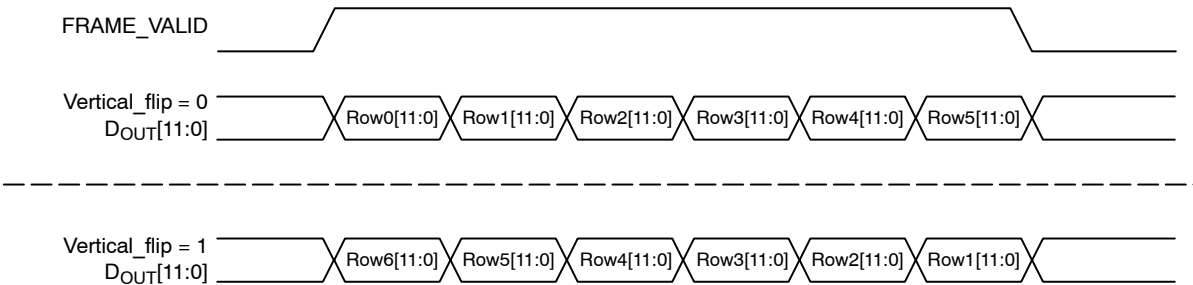 FRAME_VALID
Vertical_flip = 0
DOUT[11:0]
Row0[11:0] Row1[11:0] Row2[11:0] Row3[11:0] Row4[11:0] Row5[11:0]
Vertical_flip = 1
DOUT[11:0]
Row6[11:0] Row5[11:0] Row4[11:0] Row3[11:0] Row2[11:0] Row1[11:0]